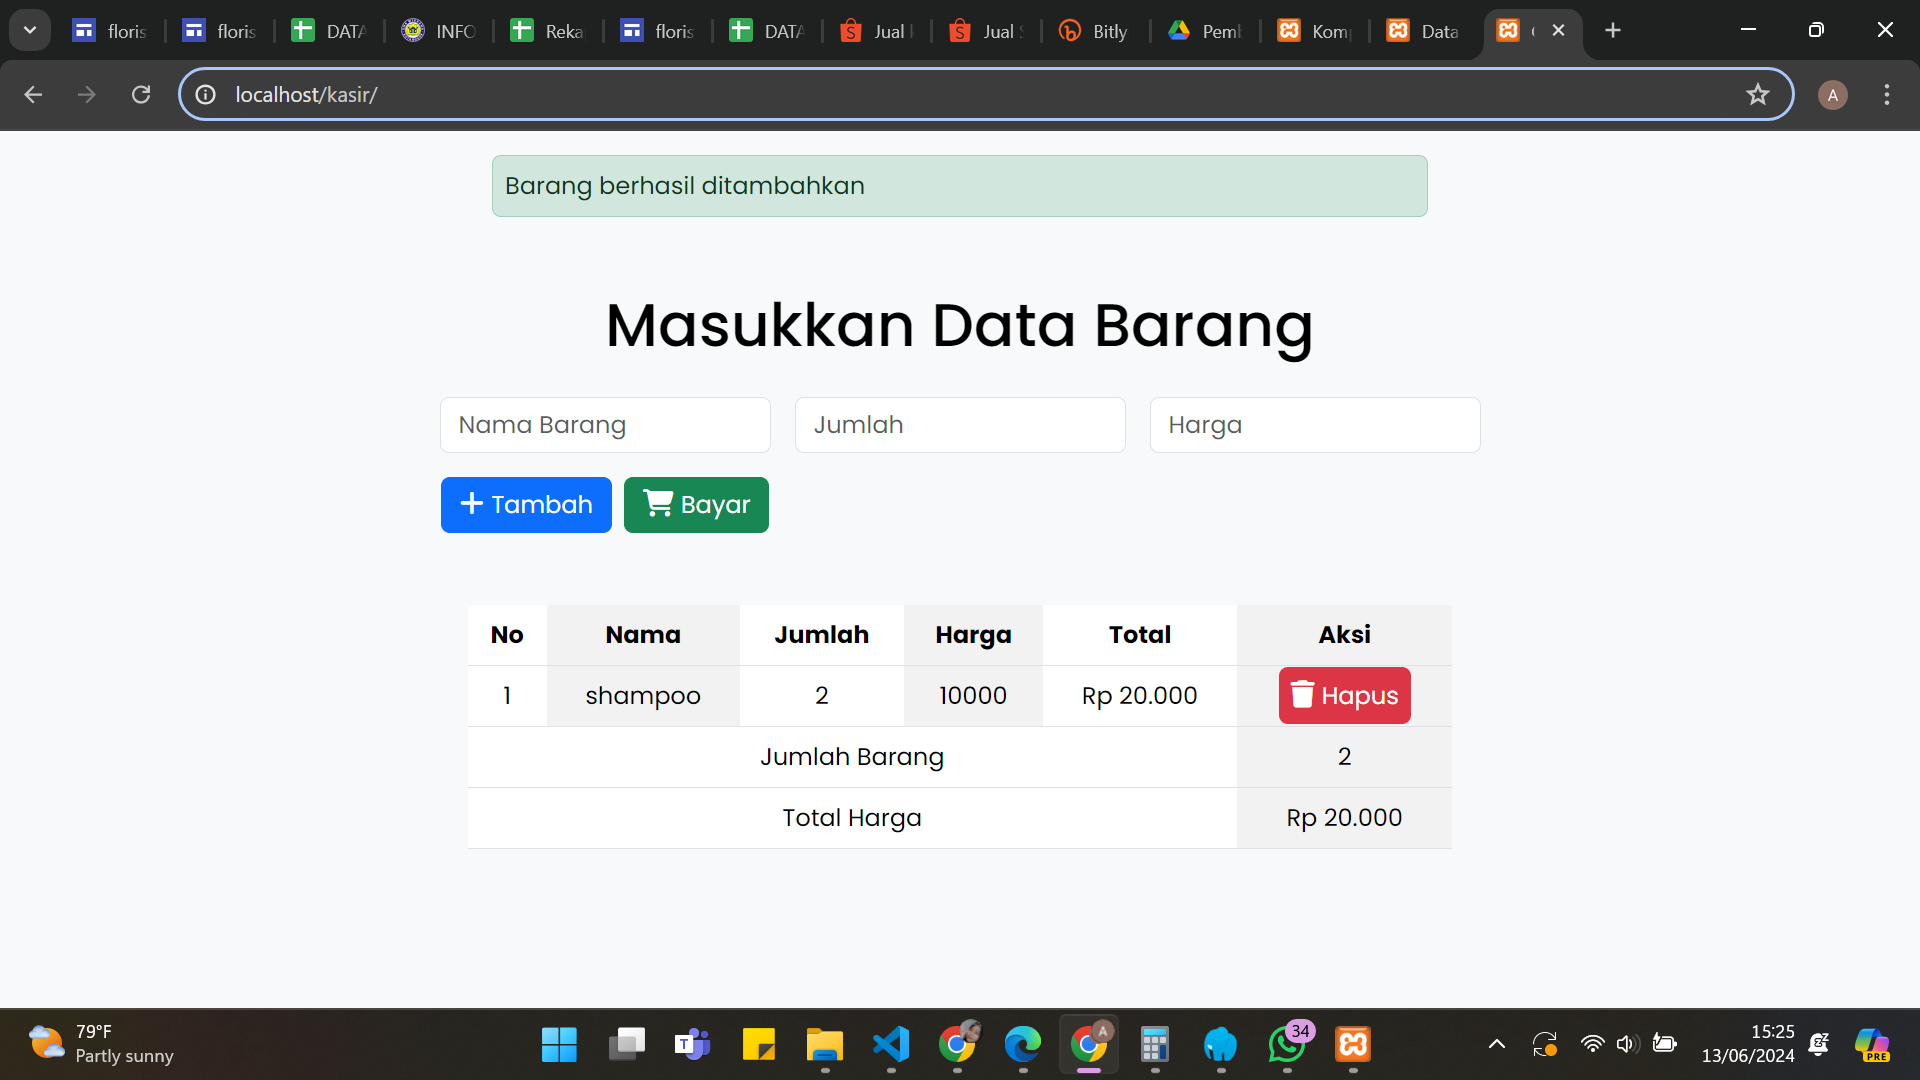 floris
floris
DATA
INFO
Reka
floris
DATA
Jual
Jual S
Bitly
Pemb
Komp
Data
localhost/kasir/
A
Barang berhasil ditambahkan
Masukkan Data Barang
Nama Barang Jumlah Harga
Tambah Bayar
No Nama Jumlah Harga Total Aksi
1 shampoo 2 10000 Rp 20.000 Hapus
Jumlah Barang 2
Total Harga Rp 20.000
79°F
Partly sunny
T
A
34
15:25
13/06/2024
PRE